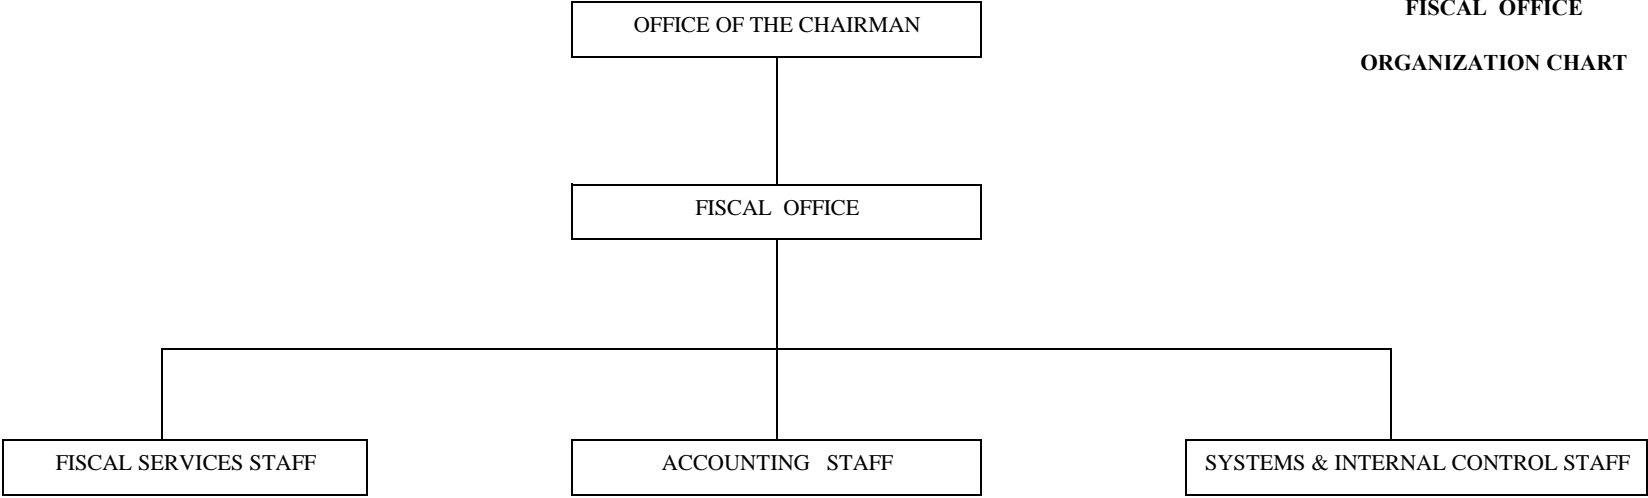 FISCAL OFFICE
ORGANIZATION CHART
OFFICE OF THE CHAIRMAN
FISCAL OFFICE
FISCAL SERVICES STAFF
ACCOUNTING STAFF
SYSTEMS & INTERNAL CONTROL STAFF